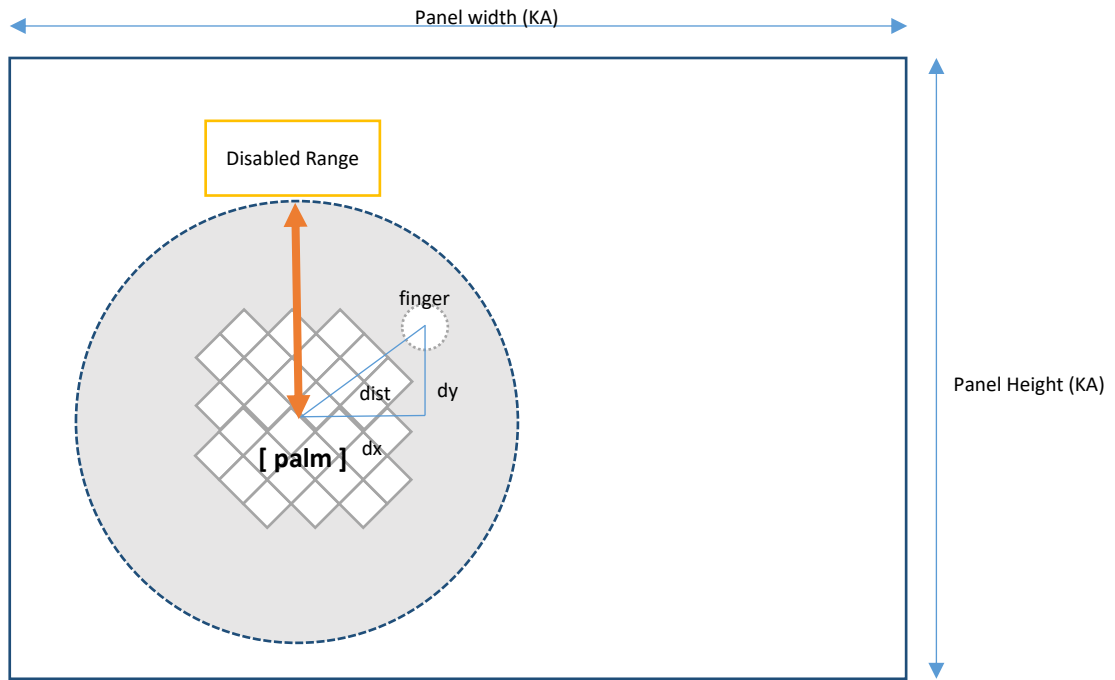 Panel width (KA)
Disabled Range
finger
dist
dy
Panel Height (KA)
dx
[ palm ]